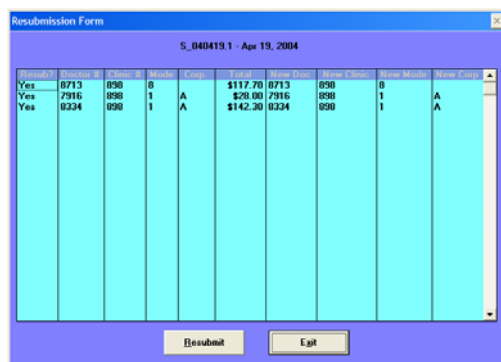 Resubmission Form
S_040419.1 - Apr 19, 2004
Resub? Doctor # Clinic # Mode Corp. Total New Doc New Clinic New Mode New Corp
Yes 8713 898 8 $117.70 8713 898 8
Yes 7916 898 1 A $28.00 7916 898 1 A
Yes 8334 898 1 A $142.30 8334 898 1 A
Resubmit Exit